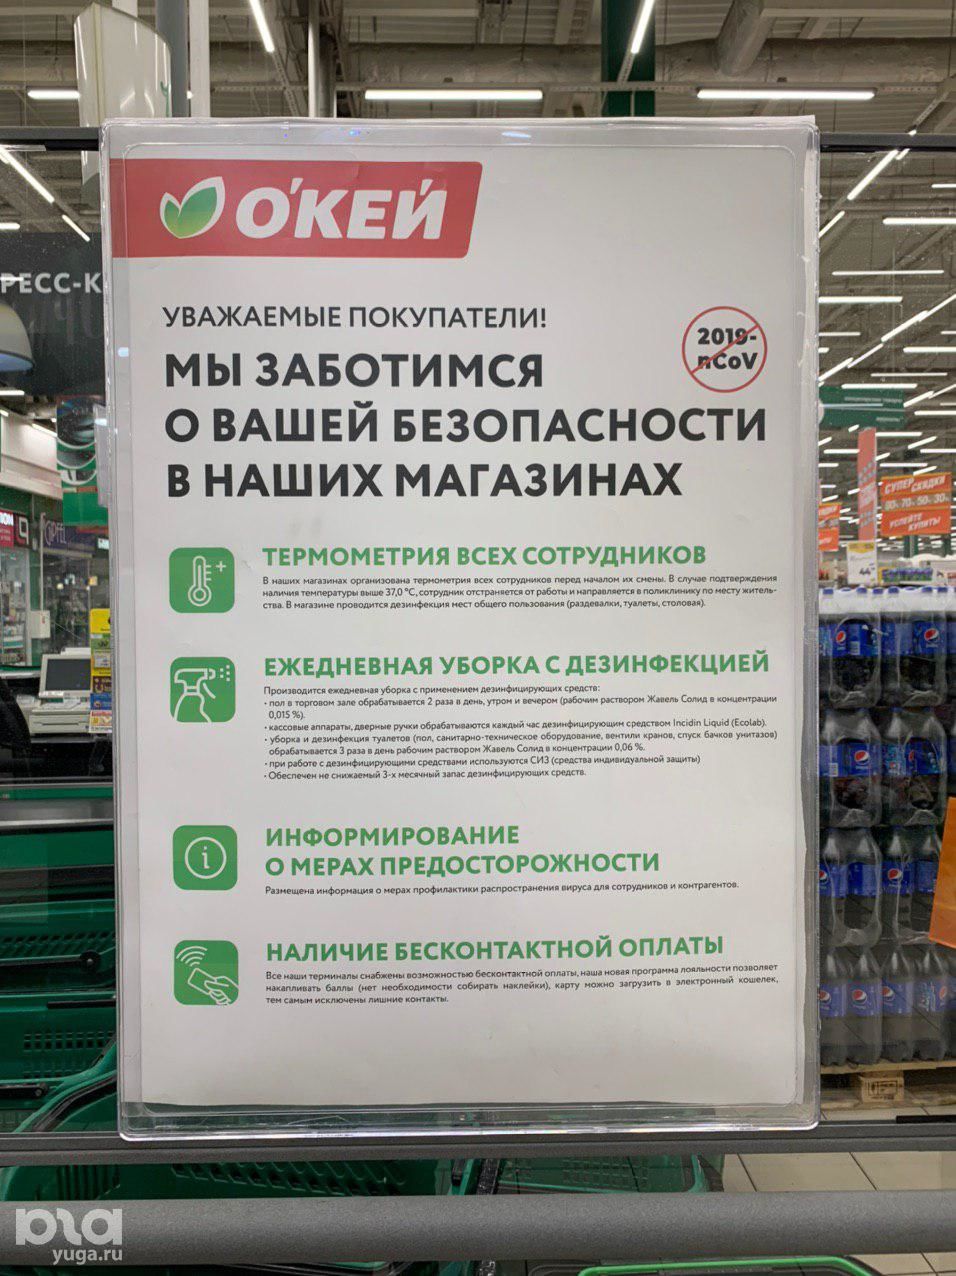 О'КЕЙ
РЕСС-К
УВАЖАЕМЫЕ ПОКУПАТЕЛИ!
2019-
nCoV
МЫ ЗАБОТИМСЯ
О ВАШЕЙ БЕЗОПАСНОСТИ
В НАШИХ МАГАЗИНАХ
СУПЕР СКИДКИ
90% 70% 50% 30%
УСПЕЙТЕ
КУПИТЬ!
ТЕРМОМЕТРИЯ ВСЕХ СОТРУДНИКОВ
В наших магазинах организована термометрия всех сотрудников перед началом их смены. В случае подтверждения
наличия температуры выше 37,0 °С, сотрудник отстраняется от работы и направляется в поликлинику по месту житель-
ства. В магазине проводится дезинфекция мест общего пользования (раздевалки, туалеты, столовая).
ЕЖЕДНЕВНАЯ УБОРКА С ДЕЗИНФЕКЦИЕЙ
Производится ежедневная уборка с применением дезинфицирующих средств:
• пол в торговом зале обрабатывается 2 раза в день, утром и вечером (рабочим раствором Жавель Солид в концентрации
0,015 %).
• кассовые аппараты, дверные ручки обрабатываются каждый час дезинфицирующим средством Incidin Liquid (Ecolab).
• уборка и дезинфекция туалетов (пол, санитарно-техническое оборудование, вентили кранов, спуск бачков унитазов)
обрабатывается 3 раза в день рабочим раствором Жавель Солид в концентрации 0,06 %.
• при работе с дезинфицирующими средствами используются СИЗ (средства индивидуальной защиты)
• Обеспечен не снижаемый 3-х месячный запас дезинфицирующих средств.
ИНФОРМИРОВАНИЕ
О МЕРАХ ПРЕДОСТОРОЖНОСТИ
Размещена информация о мерах профилактики распространения вируса для сотрудников и контрагентов.
НАЛИЧИЕ БЕСКОНТАКТНОЙ ОПЛАТЫ
Все наши терминалы снабжены возможностью бесконтактной оплаты, наша новая программа лояльности позволяет
накапливать баллы (нет необходимости собирать наклейки), карту можно загрузить в электронный кошелек,
тем самым исключены лишние контакты.
yuga.ru